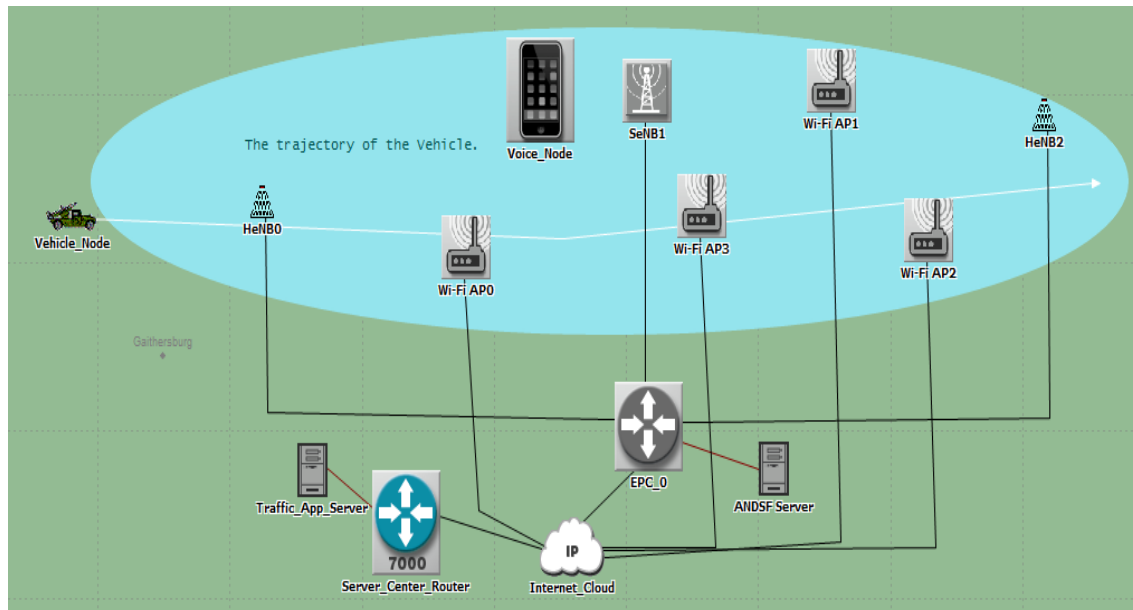 Wi-Fi AP1
SeNB1
HeNB2
The trajectory of the Vehicle.
Voice_Node
HeNB0
Vehicle_Node
Wi-Fi AP3
Wi-Fi AP2
Wi-Fi AP0
Gaithersburg
EPC_0
Traffic_App_Server
ANDSF Server
IP
7000
Server_Center_Router
Internet_Cloud